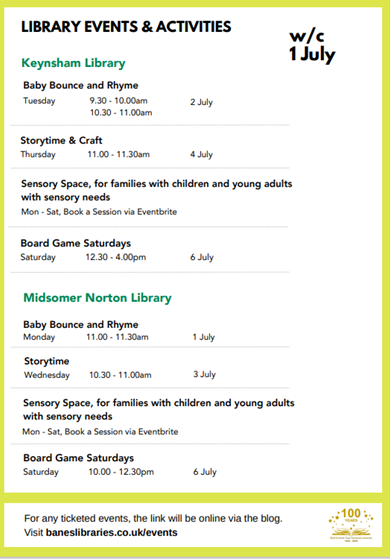 LIBRARY EVENTS & ACTIVITIES
w/c
1 July
Keynsham Library
Baby Bounce and Rhyme
Tuesday 9.30 - 10.00am 2 July
10.30 - 11.00am
Storytime & Craft
Thursday 11.00 - 11.30am 4 July
Sensory Space, for families with children and young adults
with sensory needs
Mon - Sat, Book a Session via Eventbrite
Board Game Saturdays
Saturday 12.30 - 4.00pm 6 July
Midsomer Norton Library
Baby Bounce and Rhyme
Monday 11.00 - 11.30am 1 July
Storytime
Wednesday 10.30 - 11.00am 3 July
Sensory Space, for families with children and young adults
with sensory needs
Mon - Sat, Book a Session via Eventbrite
Board Game Saturdays
Saturday 10.00 - 12.30pm 6 July
For any ticketed events, the link will be online via the blog.
Visit baneslibraries.co.uk/events
100
YEARS